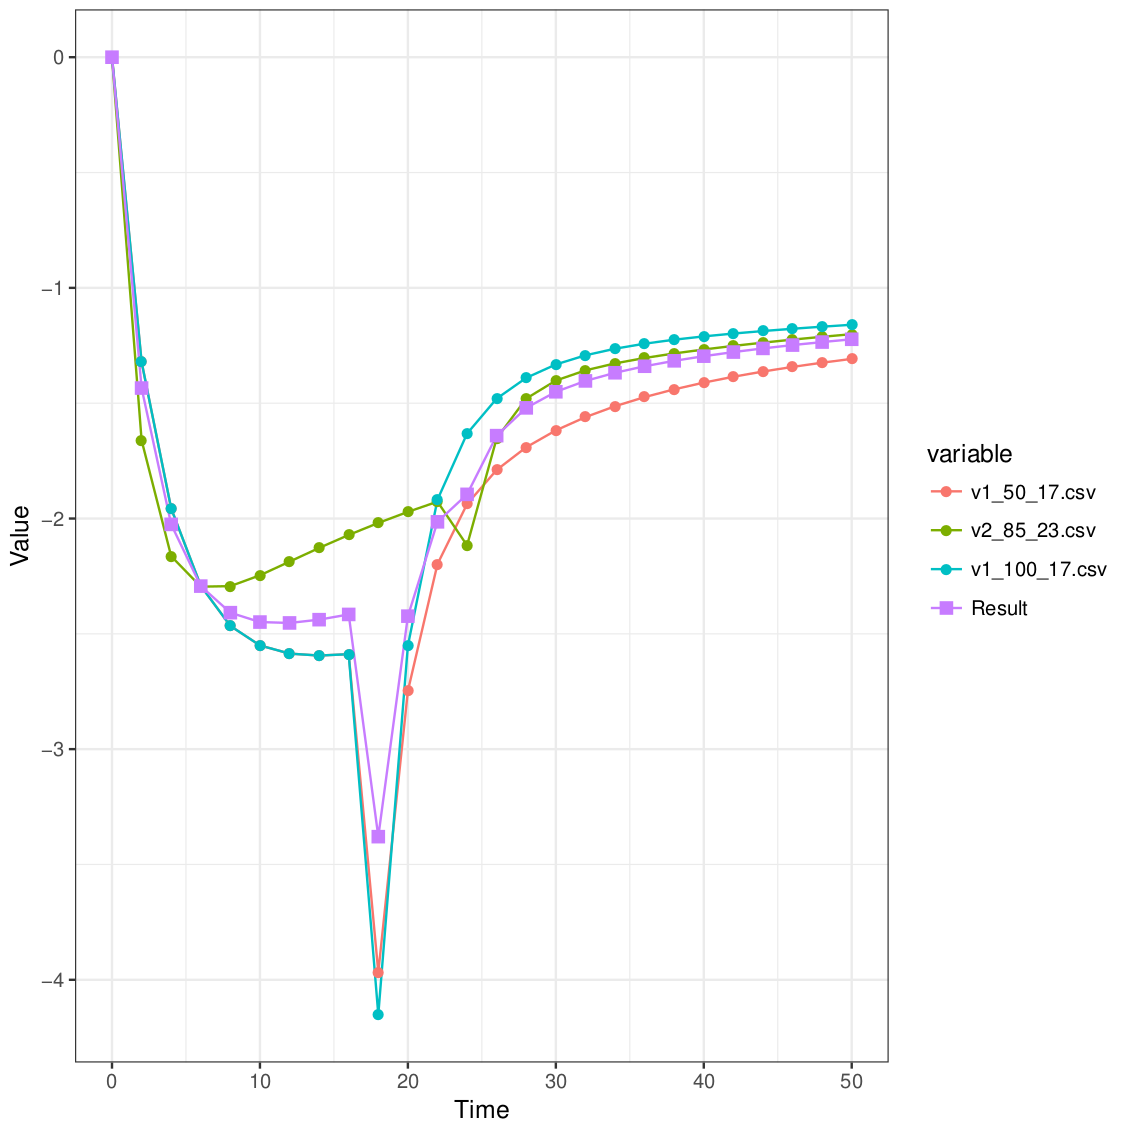 0
−1
−2
−3
−4
Value
0 10 20 30 40 50
Time
variable
v1_50_17.csv
v2_85_23.csv
v1_100_17.csv
Result